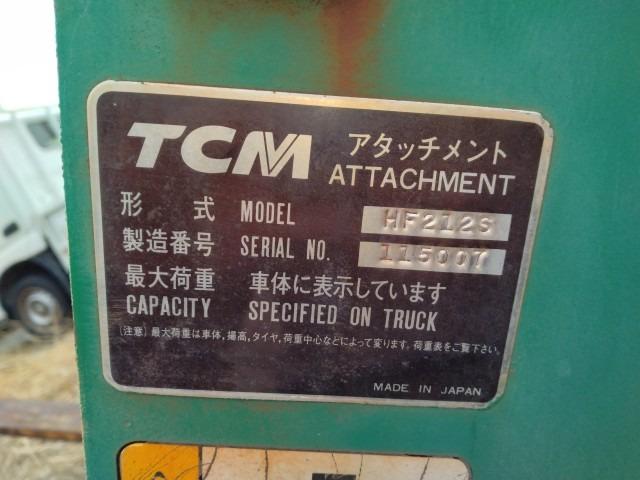 TCM アタッチメント
ATTACHMENT
形 式 MODEL HF212S
製造番号 SERIAL NO. 115007
最大荷重 車体に表示しています
CAPACITY SPECIFIED ON TRUCK
(注意) 最大荷重は車体,揚高,タイヤ,荷重中心などによって変ります. 荷重表をご覧下さい.
MADE IN JAPAN